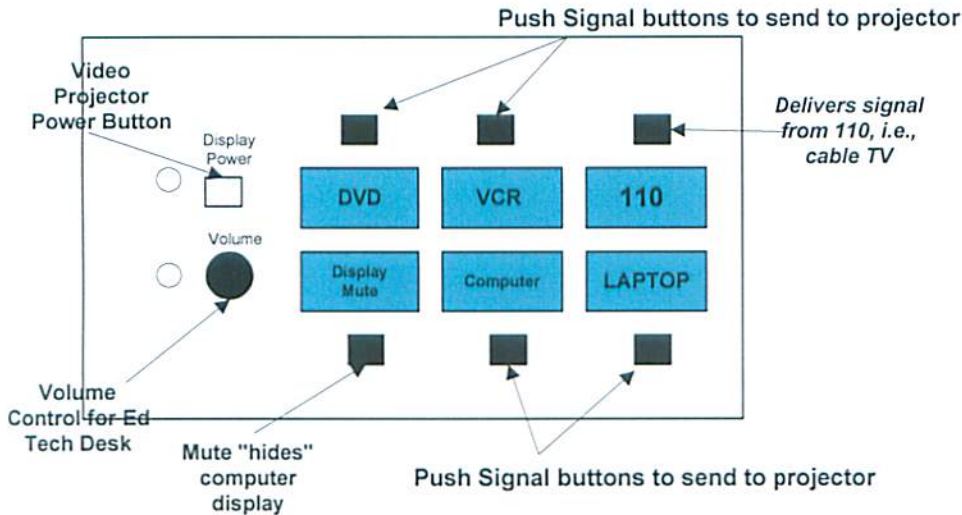 Push Signal buttons to send to projector
Video
Projector
Power Button
Delivers signal
from 110, i.e.,
cable TV
Display
Power
DVD
VCR
110
Volume
Display
Mute
Computer
LAPTOP
Volume
Control for Ed
Tech Desk
Mute "hides"
computer
display
Push Signal buttons to send to projector